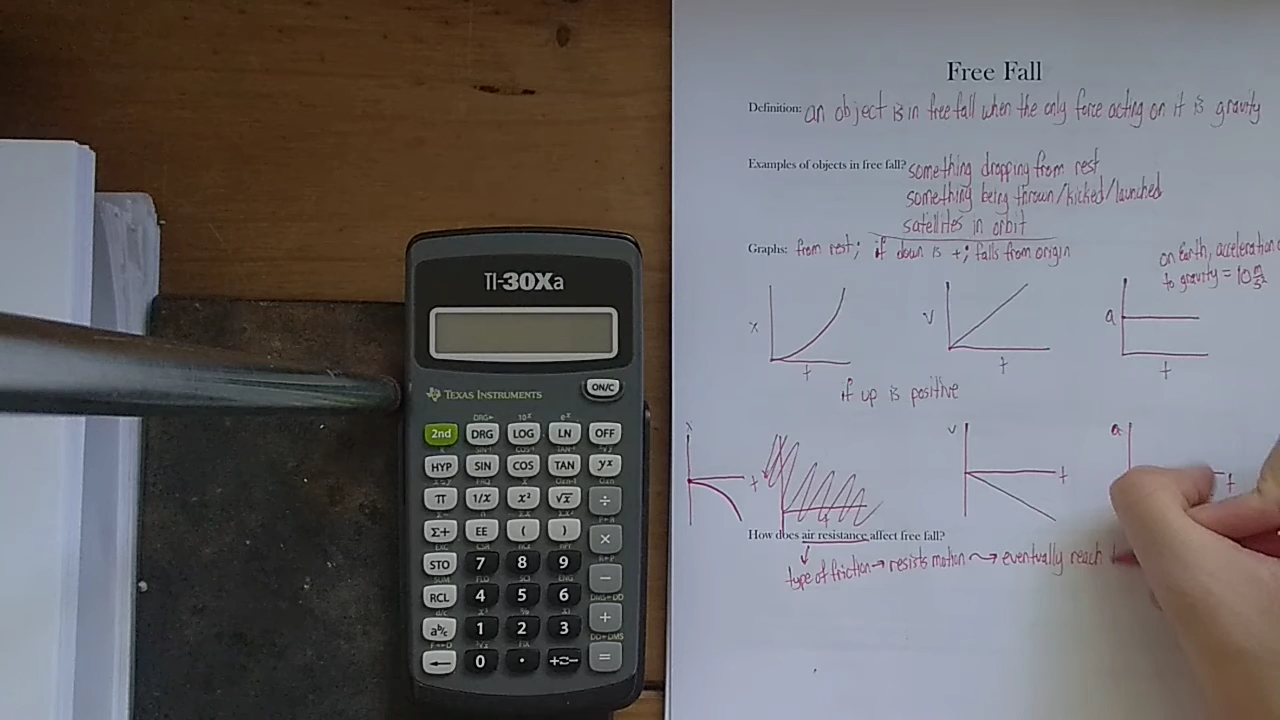 Free Fall
Definition: an object is in free fall when the only force acting on it is gravity
Examples of objects in free fall? something dropping from rest
something being thrown/kicked/launched
satellites in orbit
Graphs: from rest; if down is +; falls from origin
on Earth, acceleration
to gravity = 10 m/s²
x
t
v
t
a
t
if up is positive
x
t
v
t
a
t
How does air resistance affect free fall?
type of friction → resists motion → eventually reach
TI-30Xa
TEXAS INSTRUMENTS
ON/C
2nd DRG LOG LN OFF
HYP SIN COS TAN yx
π 1/x x² √x ÷
Σ+ EE ( ) ×
STO 7 8 9 −
RCL 4 5 6 +
ab/c 1 2 3 =
← 0 . +⇄−